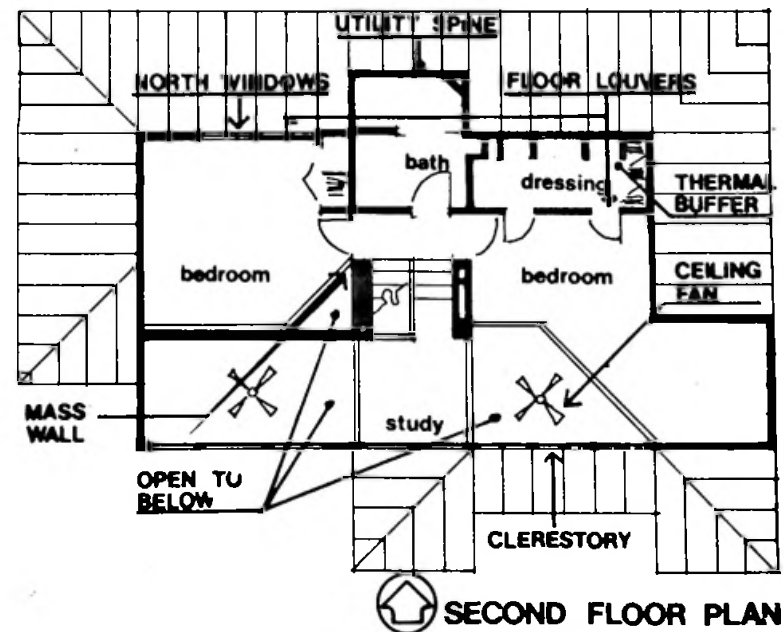 UTILITY SPINE
NORTH WINDOWS
FLOOR LOUVERS
bath
dressing
THERMAL
BUFFER
bedroom
bedroom
CEILING
FAN
MASS
WALL
study
OPEN TO
BELOW
CLERESTORY
SECOND FLOOR PLAN